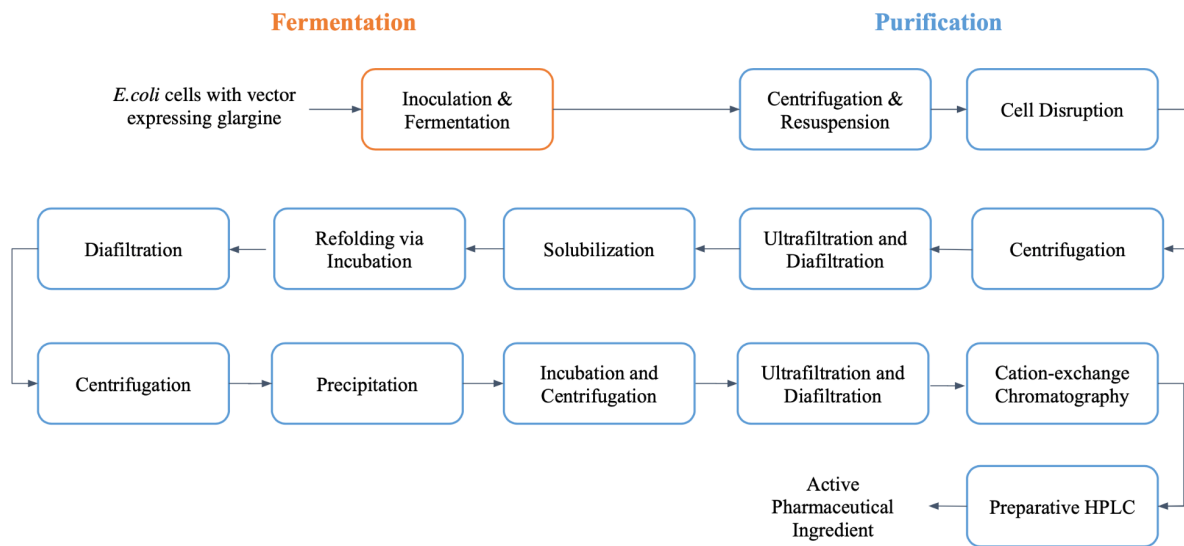 Fermentation
Purification
E.coli cells with vector
expressing glargine
Inoculation &
Fermentation
Centrifugation &
Resuspension
Cell Disruption
Diafiltration
Refolding via
Incubation
Solubilization
Ultrafiltration and
Diafiltration
Centrifugation
Centrifugation
Precipitation
Incubation and
Centrifugation
Ultrafiltration and
Diafiltration
Cation-exchange
Chromatography
Active
Pharmaceutical
Ingredient
Preparative HPLC